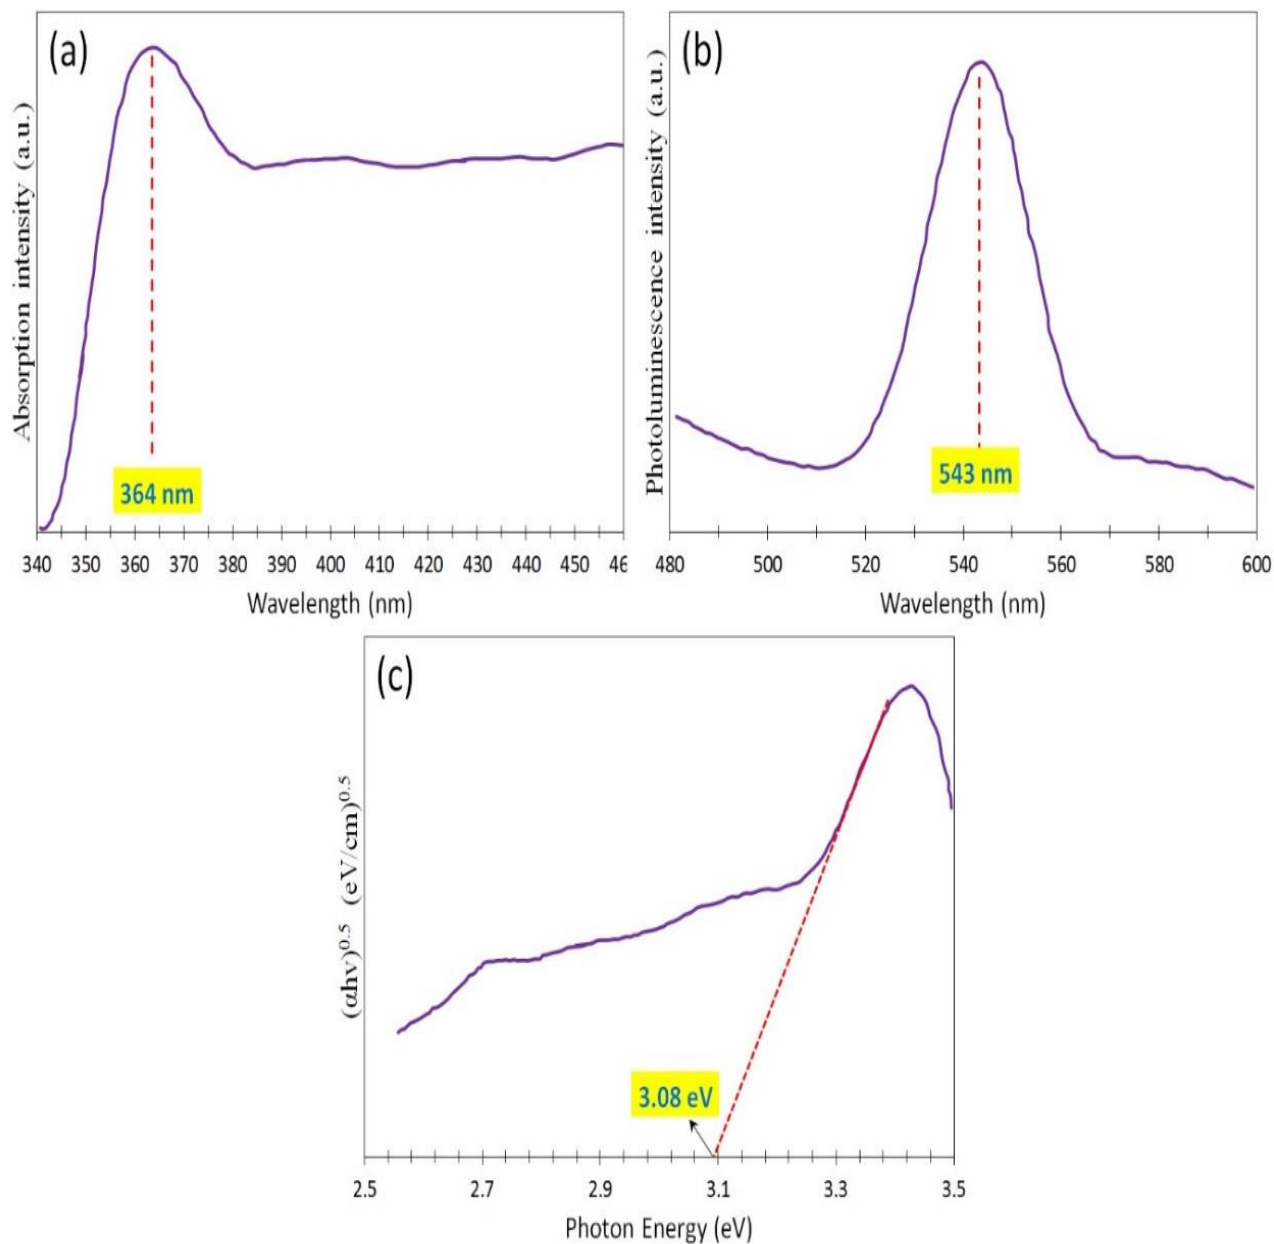 (a)
Absorption intensity (a.u.)
364 nm
340 350 360 370 380 390 400 410 420 430 440 450 46
Wavelength (nm)
(b)
Photoluminescence intensity (a.u.)
543 nm
480 500 520 540 560 580 600
Wavelength (nm)
(c)
(αhv)^0.5 (eV/cm)^0.5
3.08 eV
2.5 2.7 2.9 3.1 3.3 3.5
Photon Energy (eV)